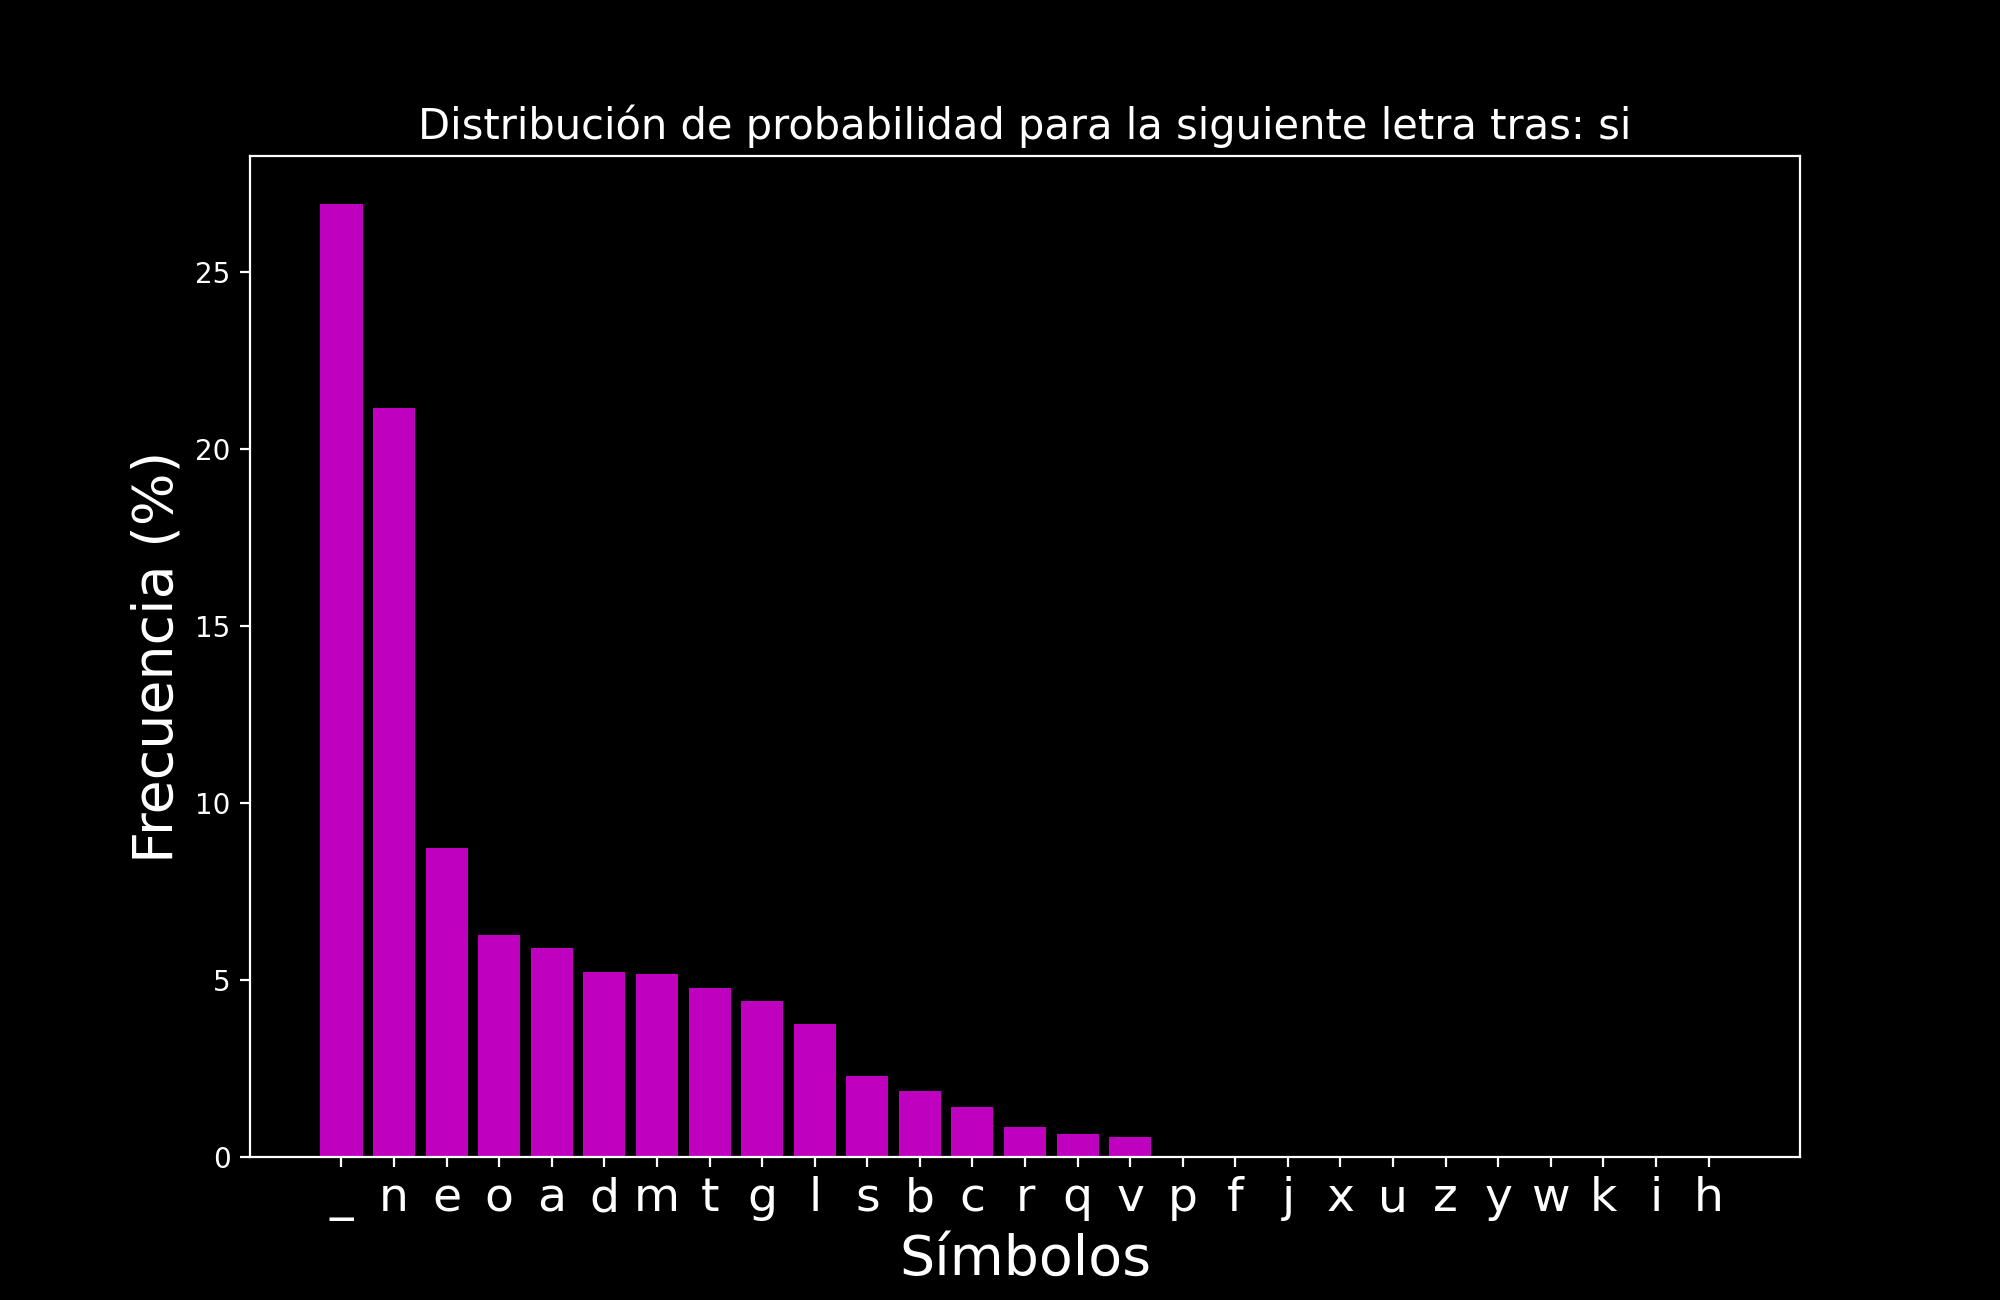 Distribución de probabilidad para la siguiente letra tras: si
Frecuencia (%)
25
20
15
10
5
0
_ n e o a d m t g l s b c r q v p f j x u z y w k i h
Símbolos